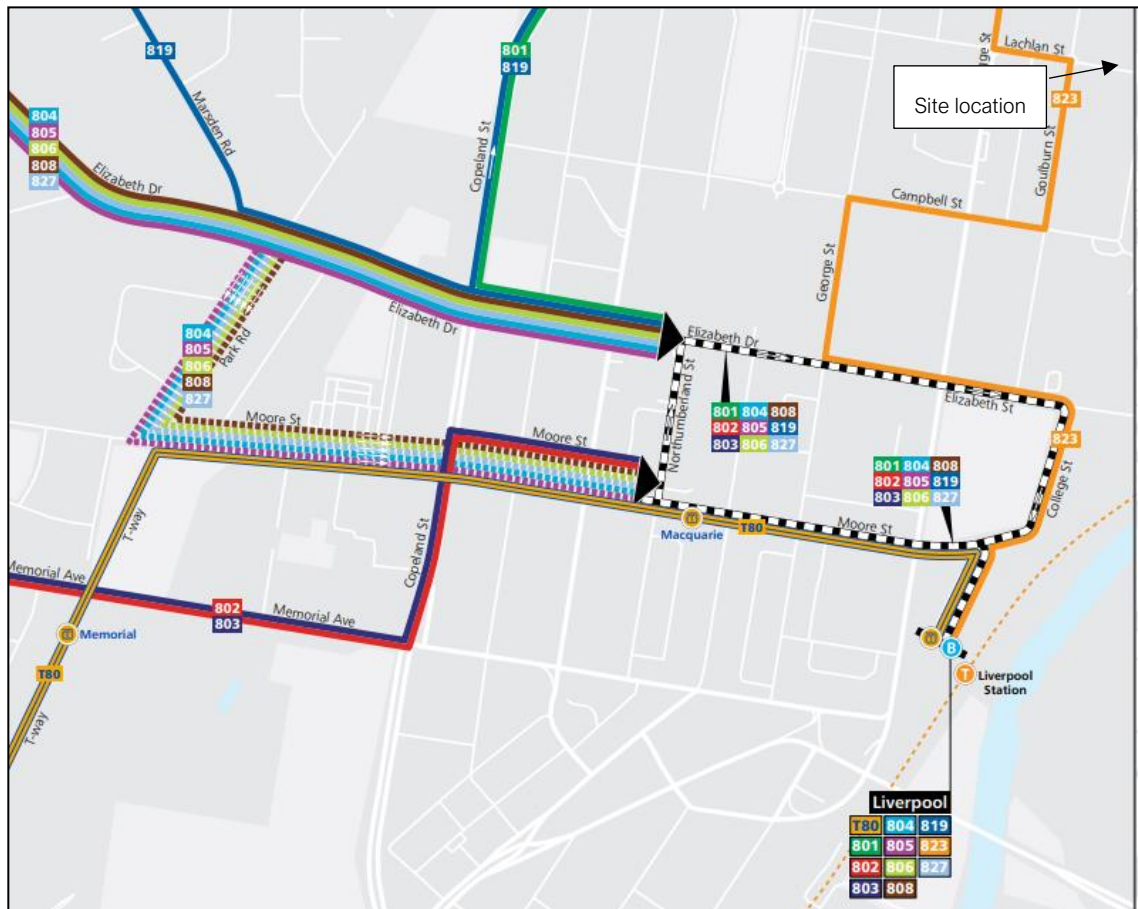 819
801
819
ge St
Lachlan St
Site location
823
Goulburn St
804
805
806
808
827
Marsden Rd
Copeland St
Elizabeth Dr
Campbell St
George St
Elizabeth Dr
Elizabeth Dr
804
805
806
808
827
Park Rd
Northumberland St
801 804 808
802 805 819
803 806 827
Elizabeth St
Moore St
Moore St
823
College St
801 804 808
802 805 819
803 806 827
Macquarie
T80
Moore St
T-way
Copeland St
Memorial Ave
Memorial Ave
802
803
Memorial
T80
T-way
B
T
Liverpool
Station
Liverpool
T80 804 819
801 805 823
802 806 827
803 808